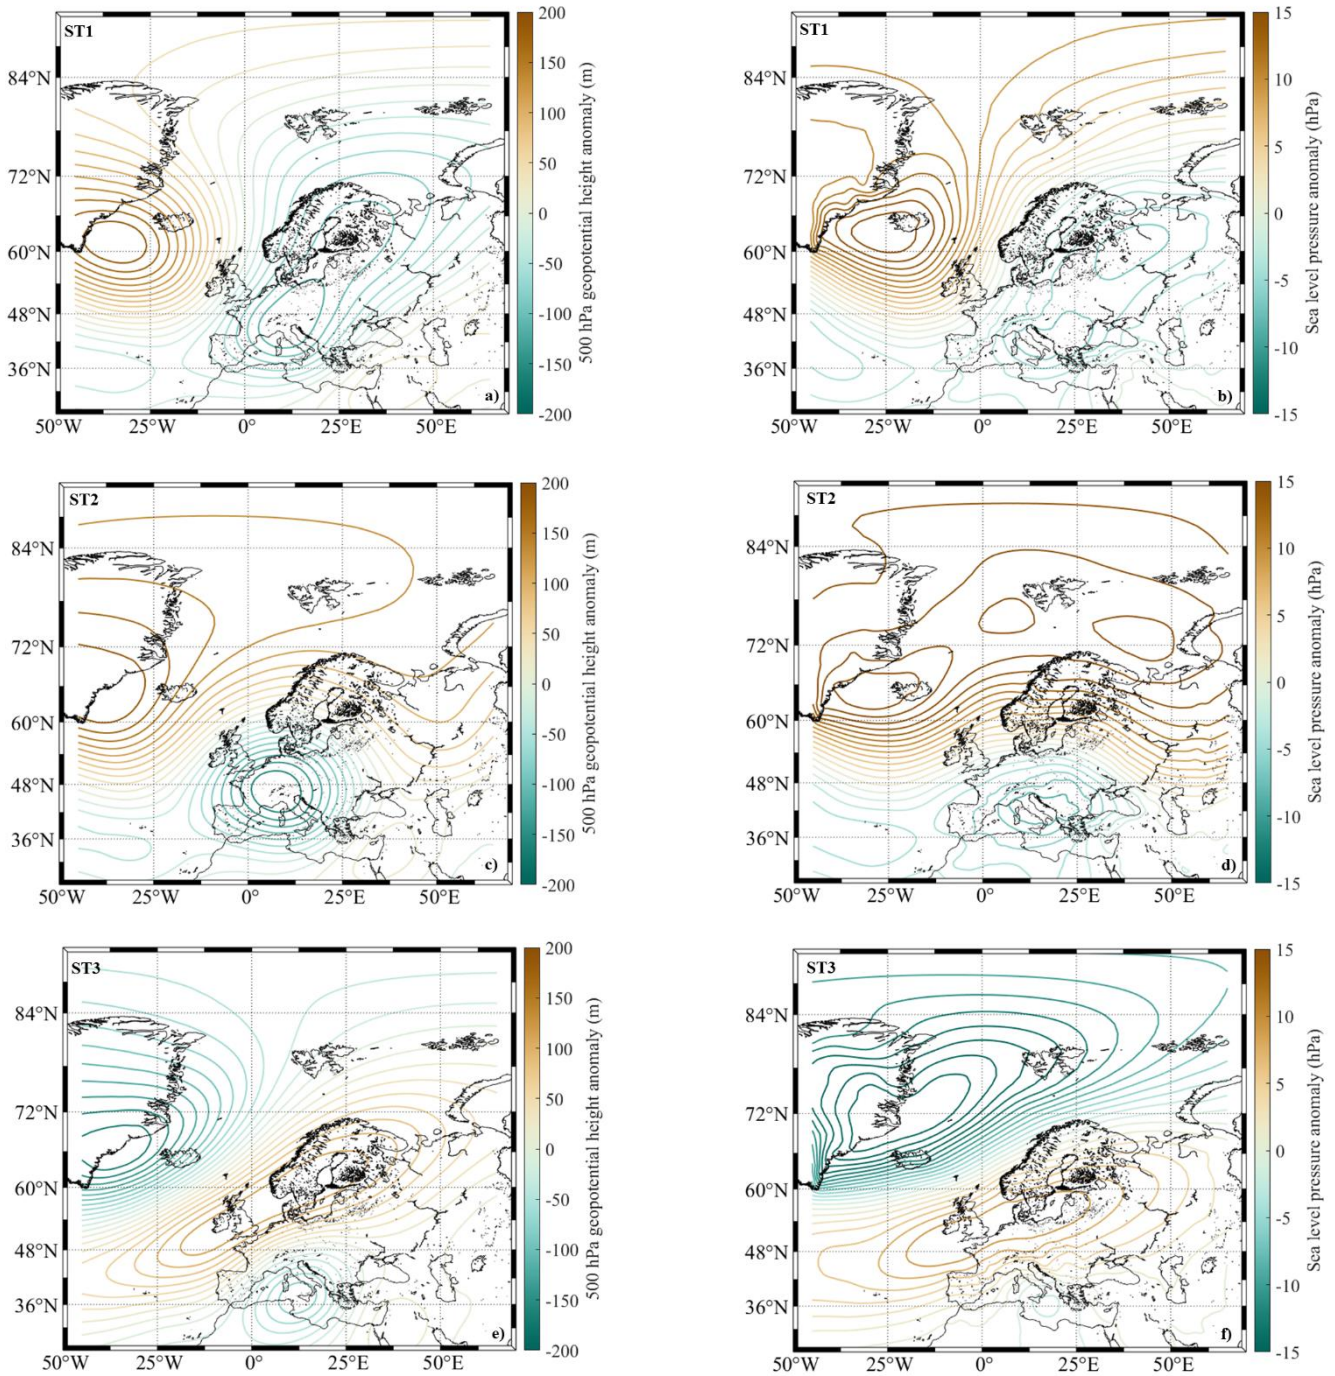 ST1
84°N
72°N
60°N
48°N
36°N
50°W 25°W 0° 25°E 50°E
a)
200
150
100
50
0
-50
-100
-150
-200
500 hPa geopotential height anomaly (m)
ST1
84°N
72°N
60°N
48°N
36°N
50°W 25°W 0° 25°E 50°E
b)
15
10
5
0
-5
-10
-15
Sea level pressure anomaly (hPa)
ST2
84°N
72°N
60°N
48°N
36°N
50°W 25°W 0° 25°E 50°E
c)
200
150
100
50
0
-50
-100
-150
-200
500 hPa geopotential height anomaly (m)
ST2
84°N
72°N
60°N
48°N
36°N
50°W 25°W 0° 25°E 50°E
d)
15
10
5
0
-5
-10
-15
Sea level pressure anomaly (hPa)
ST3
84°N
72°N
60°N
48°N
36°N
50°W 25°W 0° 25°E 50°E
e)
200
150
100
50
0
-50
-100
-150
-200
500 hPa geopotential height anomaly (m)
ST3
84°N
72°N
60°N
48°N
36°N
50°W 25°W 0° 25°E 50°E
f)
15
10
5
0
-5
-10
-15
Sea level pressure anomaly (hPa)